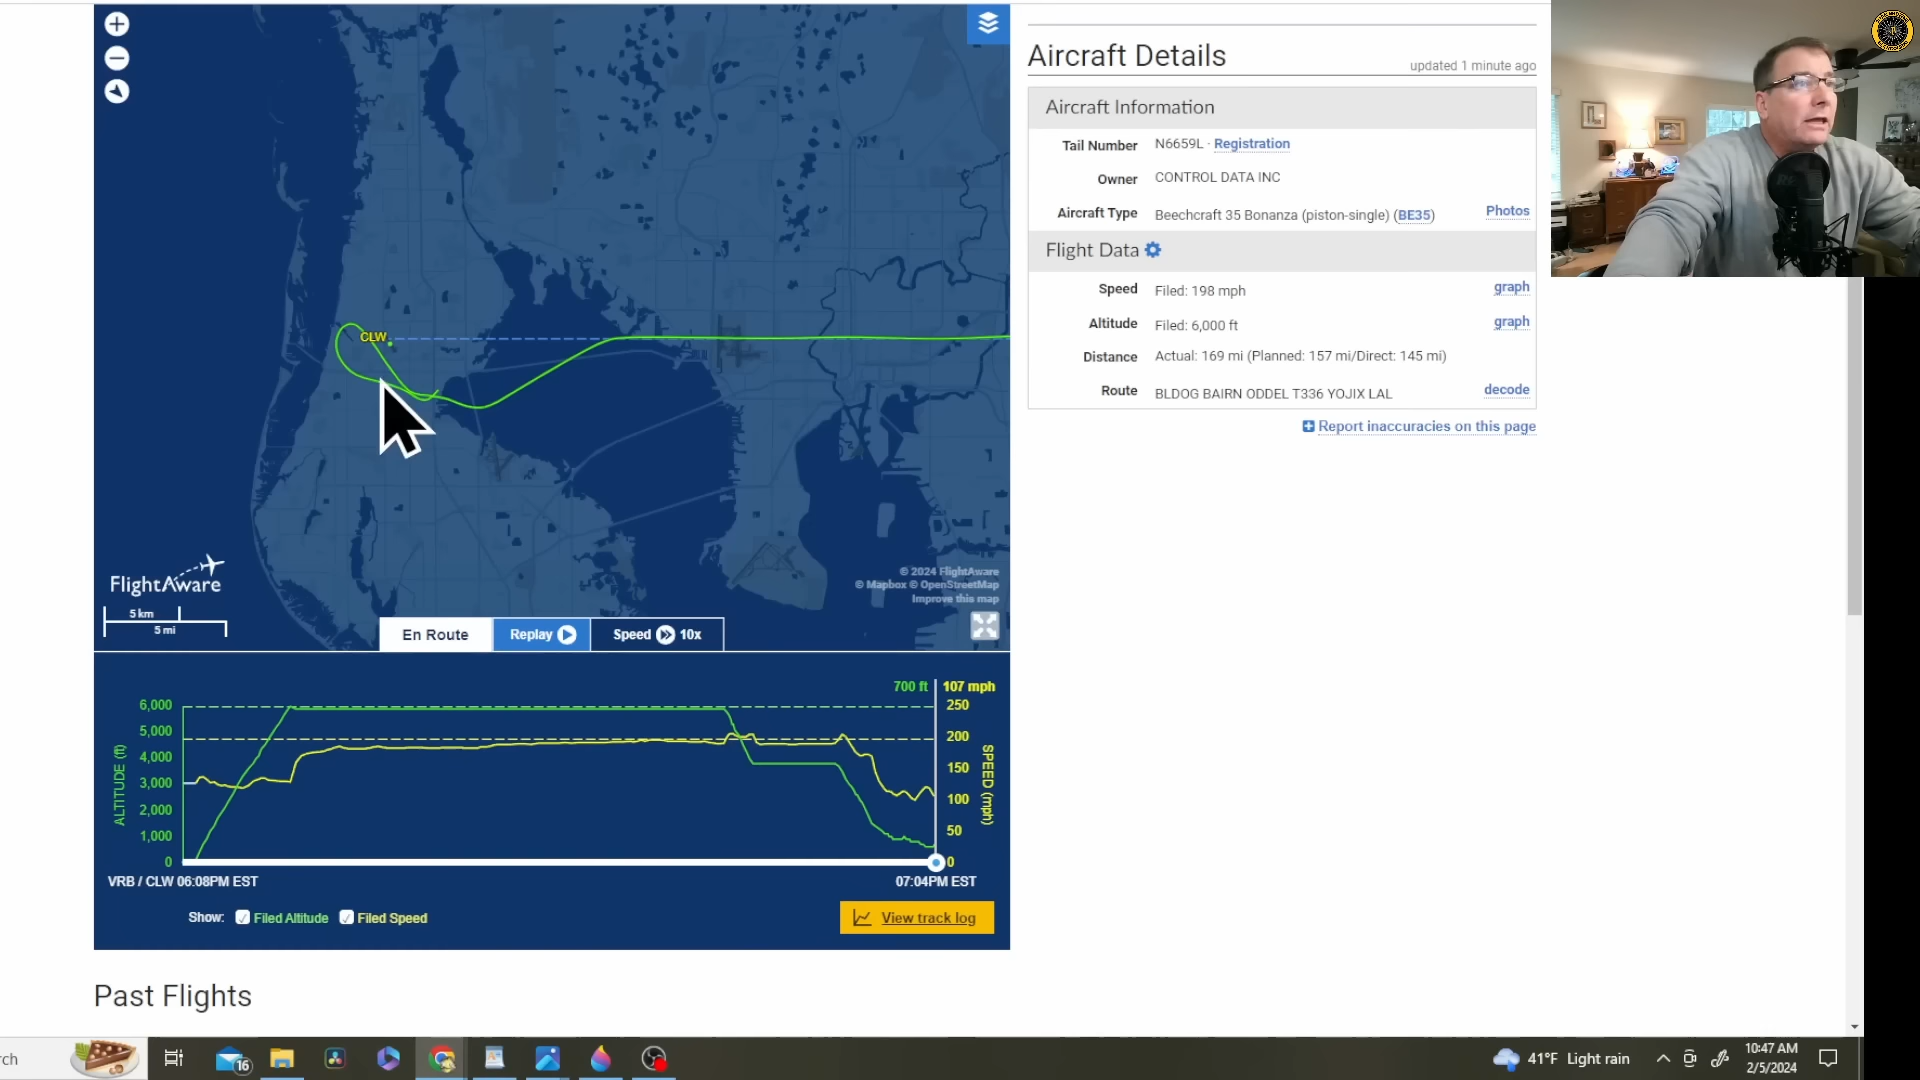 CLW
FlightAware
5 km
5 mi
© 2024 FlightAware
© Mapbox © OpenStreetMap
Improve this map
En Route
Replay
Speed 10x
700 ft
107 mph
6,000
5,000
4,000
3,000
2,000
1,000
0
ALTITUDE (ft)
250
200
150
100
50
0
SPEED (mph)
VRB / CLW 06:08PM EST
07:04PM EST
Show:
Filed Altitude
Filed Speed
View track log
Past Flights
Aircraft Details
updated 1 minute ago
Aircraft Information
Tail Number N6659L · Registration
Owner CONTROL DATA INC
Aircraft Type Beechcraft 35 Bonanza (piston-single) (BE35) Photos
Flight Data
Speed Filed: 198 mph graph
Altitude Filed: 6,000 ft graph
Distance Actual: 169 mi (Planned: 157 mi/Direct: 145 mi)
Route BLDOG BAIRN ODDEL T336 YOJIX LAL decode
Report inaccuracies on this page
rch
16
41°F Light rain
10:47 AM
2/5/2024